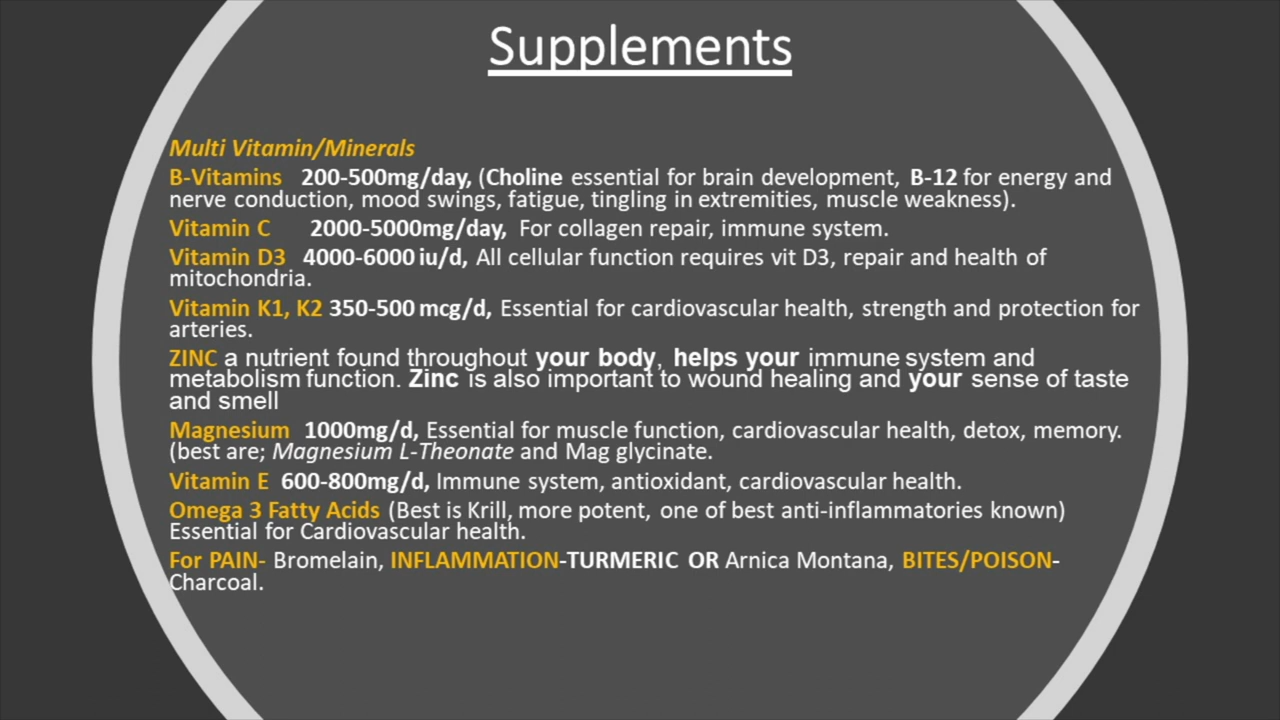 Supplements
Multi Vitamin/Minerals
B-Vitamins 200-500mg/day, (Choline essential for brain development, B-12 for energy and
nerve conduction, mood swings, fatigue, tingling in extremities, muscle weakness).
Vitamin C 2000-5000mg/day, For collagen repair, immune system.
Vitamin D3 4000-6000 iu/d, All cellular function requires vit D3, repair and health of
mitochondria.
Vitamin K1, K2 350-500 mcg/d, Essential for cardiovascular health, strength and protection for
arteries.
ZINC a nutrient found throughout your body, helps your immune system and
metabolism function. Zinc is also important to wound healing and your sense of taste
and smell
Magnesium 1000mg/d, Essential for muscle function, cardiovascular health, detox, memory.
(best are; Magnesium L-Theonate and Mag glycinate.
Vitamin E 600-800mg/d, Immune system, antioxidant, cardiovascular health.
Omega 3 Fatty Acids (Best is Krill, more potent, one of best anti-inflammatories known)
Essential for Cardiovascular health.
For PAIN- Bromelain, INFLAMMATION-TURMERIC OR Arnica Montana, BITES/POISON-
Charcoal.